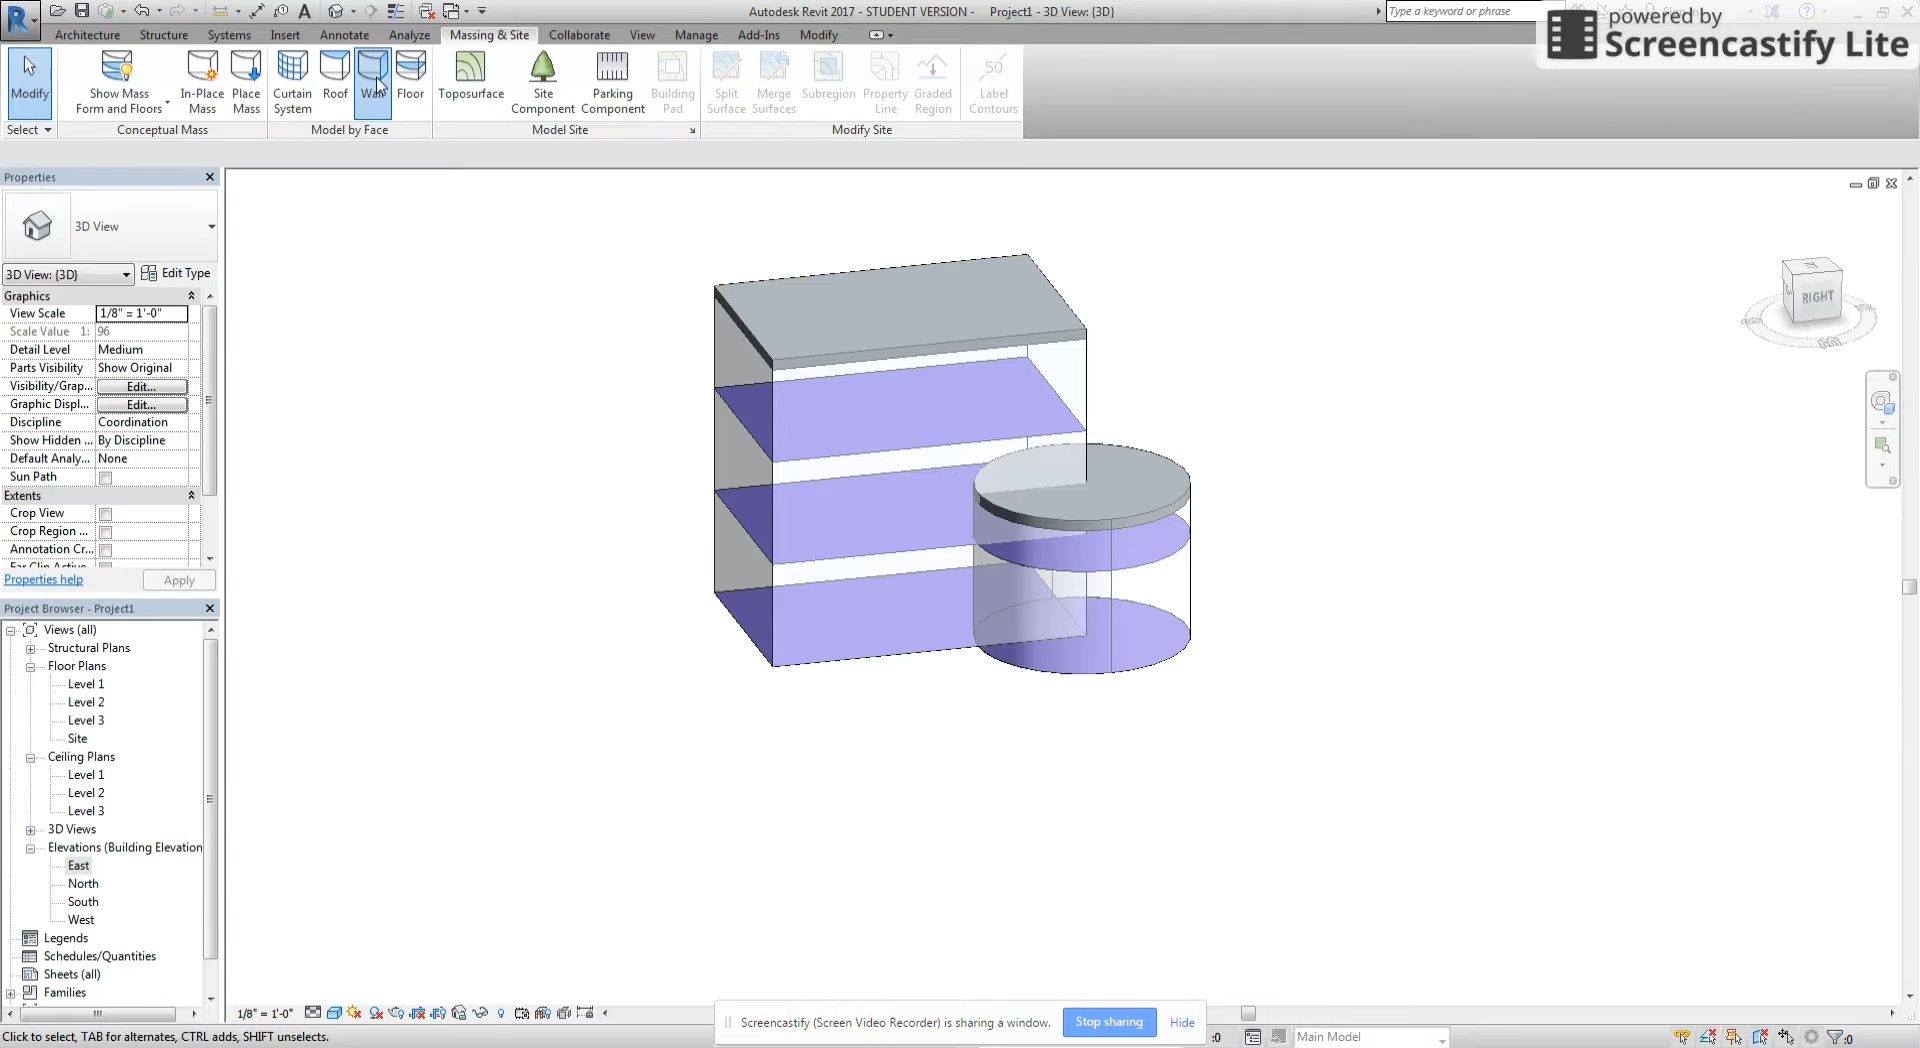 Autodesk Revit 2017 - STUDENT VERSION - Project1 - 3D View: {3D}
Type a keyword or phrase
powered by
Screencastify Lite
Architecture Structure Systems Insert Annotate Analyze Massing & Site Collaborate View Manage Add-Ins Modify
Modify
Show Mass
Form and Floors
In-Place
Mass
Place
Mass
Curtain
System
Roof
Wall
Floor
Toposurface
Site
Component
Parking
Component
Building
Pad
Split
Surface
Merge
Surfaces
Subregion
Property
Line
Graded
Region
50
Label
Contours
Select
Conceptual Mass
Model by Face
Model Site
Modify Site
Properties
3D View
3D View: {3D}
Edit Type
Graphics
View Scale 1/8" = 1'-0"
Scale Value 1: 96
Detail Level Medium
Parts Visibility Show Original
Visibility/Grap... Edit...
Graphic Displ... Edit...
Discipline Coordination
Show Hidden ... By Discipline
Default Analy... None
Sun Path
Extents
Crop View
Crop Region ...
Annotation Cr...
Properties help
Apply
Project Browser - Project1
Views (all)
Structural Plans
Floor Plans
Level 1
Level 2
Level 3
Site
Ceiling Plans
Level 1
Level 2
Level 3
3D Views
Elevations (Building Elevation
East
North
South
West
Legends
Schedules/Quantities
Sheets (all)
Families
RIGHT
1/8" = 1'-0"
Screencastify (Screen Video Recorder) is sharing a window.
Stop sharing
Hide
Click to select, TAB for alternates, CTRL adds, SHIFT unselects.
:0
Main Model
:0